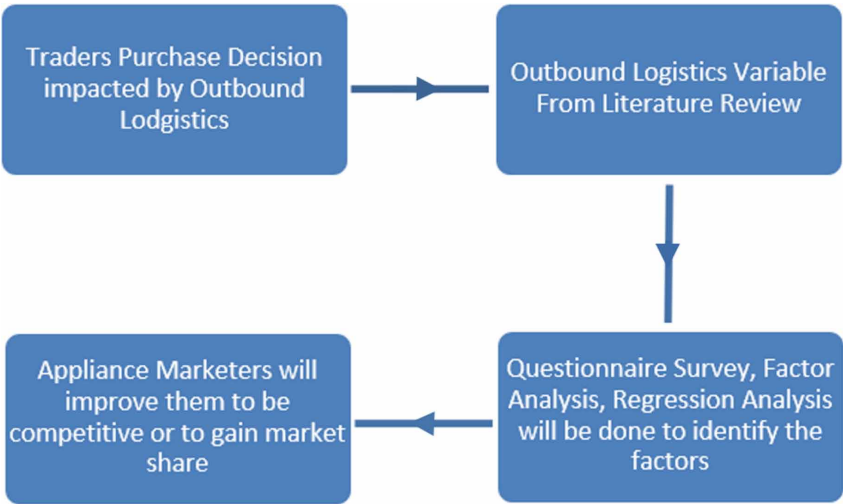 Traders Purchase Decision
impacted by Outbound
Lodgistics
Outbound Logistics Variable
From Literature Review
Questionnaire Survey, Factor
Analysis, Regression Analysis
will be done to identify the
factors
Appliance Marketers will
improve them to be
competitive or to gain market
share